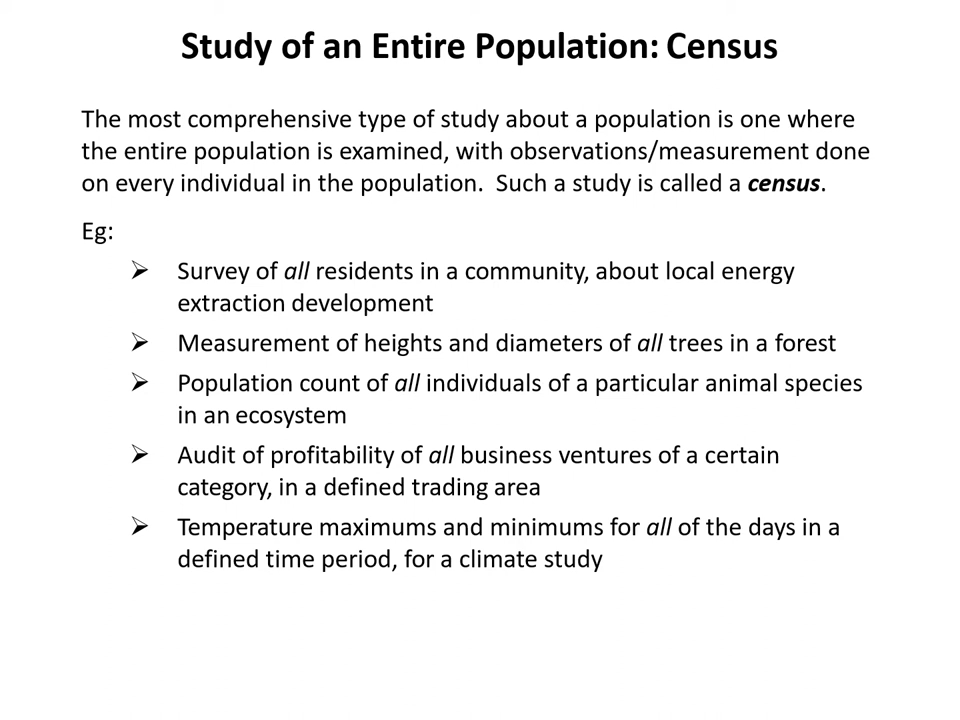 Study of an Entire Population: Census
The most comprehensive type of study about a population is one where
the entire population is examined, with observations/measurement done
on every individual in the population.  Such a study is called a census.
Eg:
➢ Survey of all residents in a community, about local energy
extraction development
➢ Measurement of heights and diameters of all trees in a forest
➢ Population count of all individuals of a particular animal species
in an ecosystem
➢ Audit of profitability of all business ventures of a certain
category, in a defined trading area
➢ Temperature maximums and minimums for all of the days in a
defined time period, for a climate study